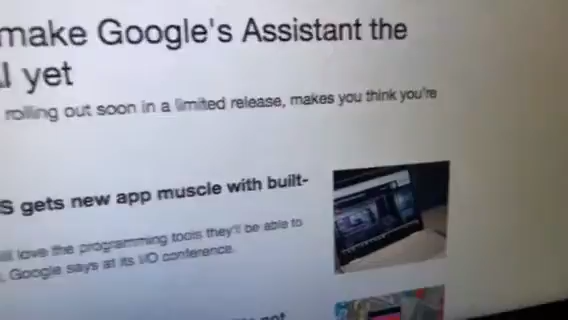 make Google's Assistant the
yet
rolling out soon in a limited release, makes you think you're
S gets new app muscle with built-
love the programming tools they'll be able to
Google says at its I/O conference.
not